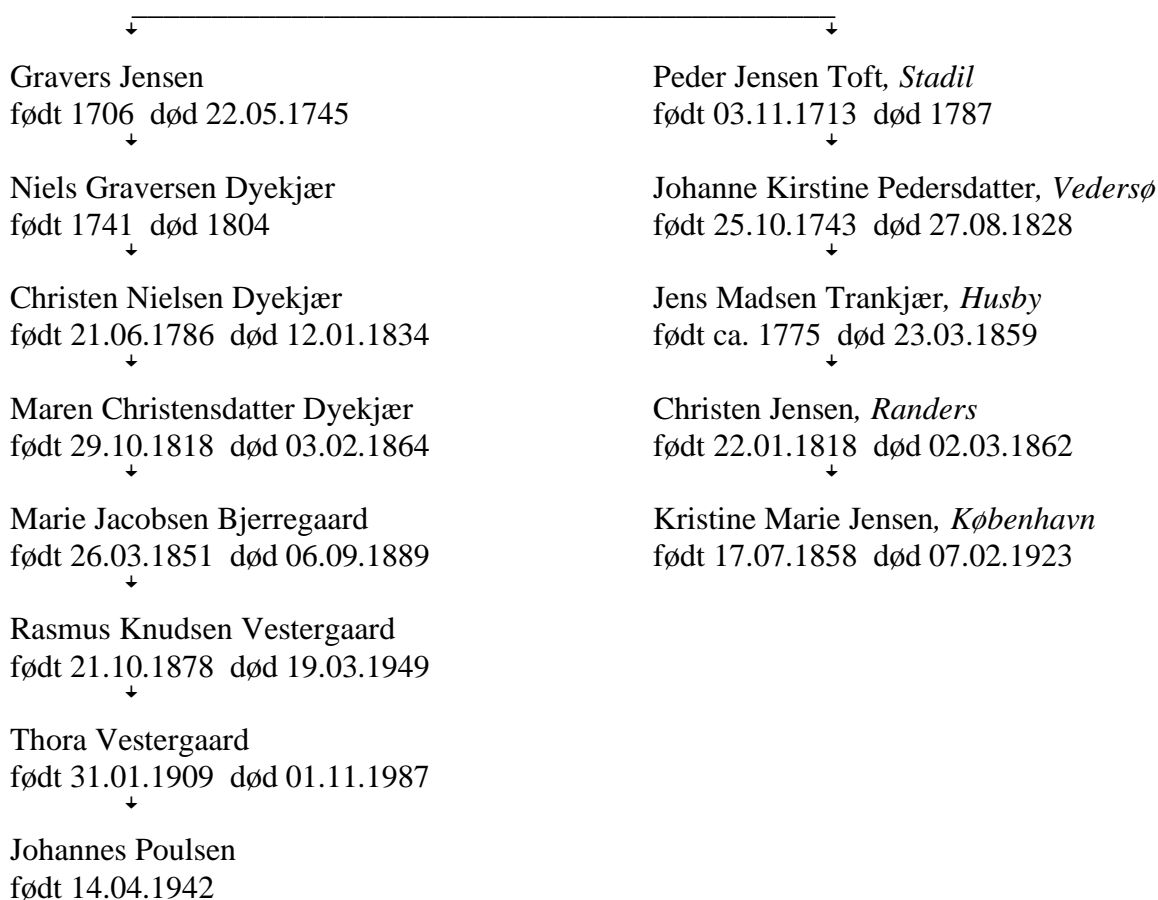 Gravers Jensen
født 1706 død 22.05.1745
Niels Graversen Dyekjær
født 1741 død 1804
Christen Nielsen Dyekjær
født 21.06.1786 død 12.01.1834
Maren Christensdatter Dyekjær
født 29.10.1818 død 03.02.1864
Marie Jacobsen Bjerregaard
født 26.03.1851 død 06.09.1889
Rasmus Knudsen Vestergaard
født 21.10.1878 død 19.03.1949
Thora Vestergaard
født 31.01.1909 død 01.11.1987
Johannes Poulsen
født 14.04.1942
Peder Jensen Toft, Stadil
født 03.11.1713 død 1787
Johanne Kirstine Pedersdatter, Vedersø
født 25.10.1743 død 27.08.1828
Jens Madsen Trankjær, Husby
født ca. 1775 død 23.03.1859
Christen Jensen, Randers
født 22.01.1818 død 02.03.1862
Kristine Marie Jensen, København
født 17.07.1858 død 07.02.1923